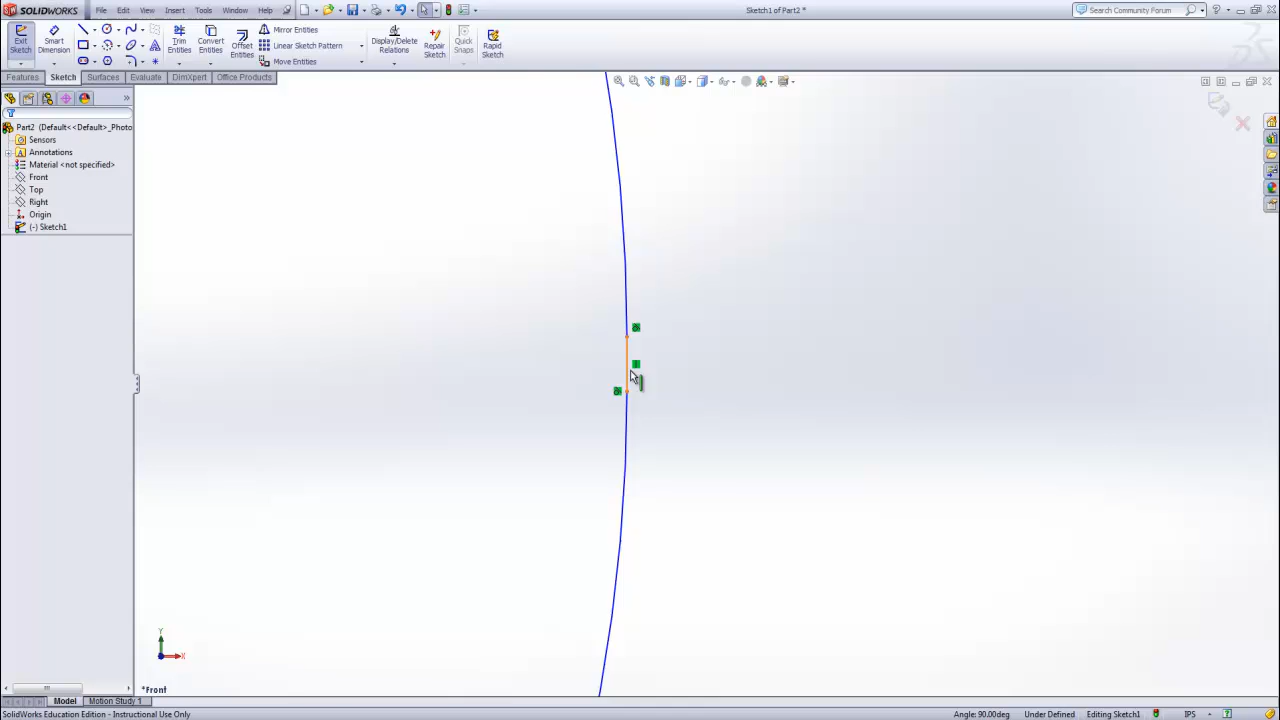 SOLIDWORKS File Edit View Insert Tools Window Help Sketch1 of Part2 * Search Community Forum
Exit Sketch
Smart Dimension
Trim Entities
Convert Entities
Offset Entities
Mirror Entities
Linear Sketch Pattern
Move Entities
Display/Delete Relations
Repair Sketch
Quick Snaps
Rapid Sketch
Features Sketch Surfaces Evaluate DimXpert Office Products
Part2 (Default<<Default>_Photo
Sensors
Annotations
Material <not specified>
Front
Top
Right
Origin
(-) Sketch1
Y
X
*Front
Model Motion Study 1
SolidWorks Education Edition - Instructional Use Only Angle: 90.00deg Under Defined Editing Sketch1 IPS